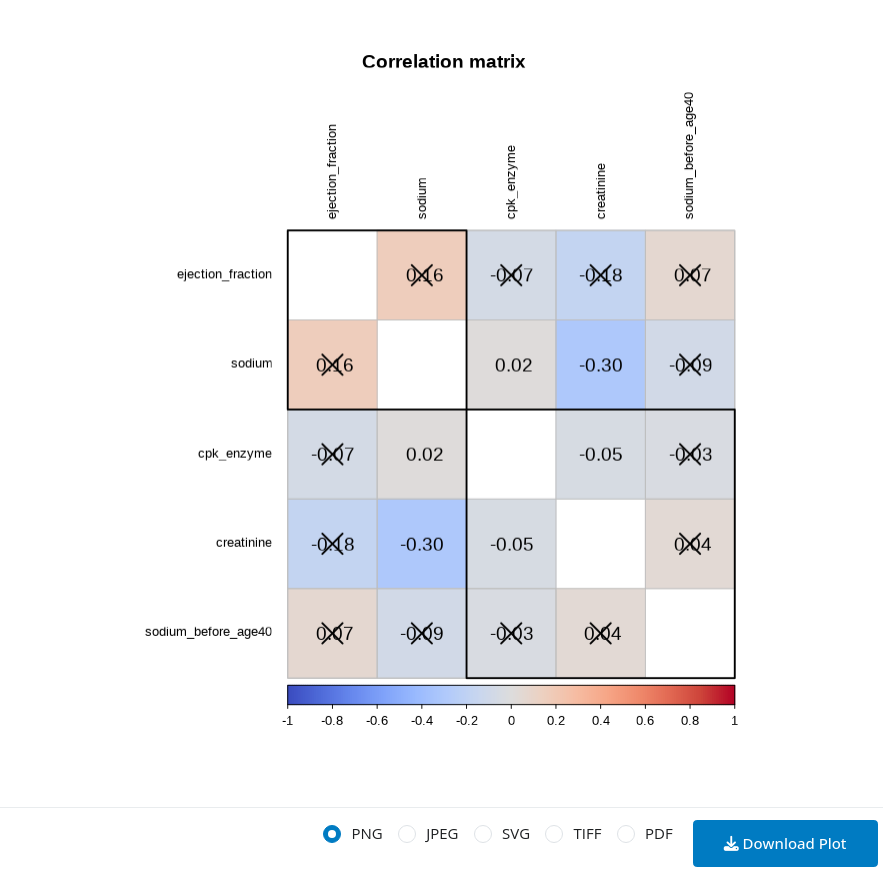 Correlation matrix
ejection_fraction
sodium
cpk_enzyme
creatinine
sodium_before_age40
ejection_fraction 0.16 -0.07 -0.18 0.07
sodium 0.16 0.02 -0.30 -0.09
cpk_enzyme -0.07 0.02 -0.05 -0.03
creatinine -0.18 -0.30 -0.05 0.04
sodium_before_age40 0.07 -0.09 -0.03 0.04
-1 -0.8 -0.6 -0.4 -0.2 0 0.2 0.4 0.6 0.8 1
PNG JPEG SVG TIFF PDF Download Plot